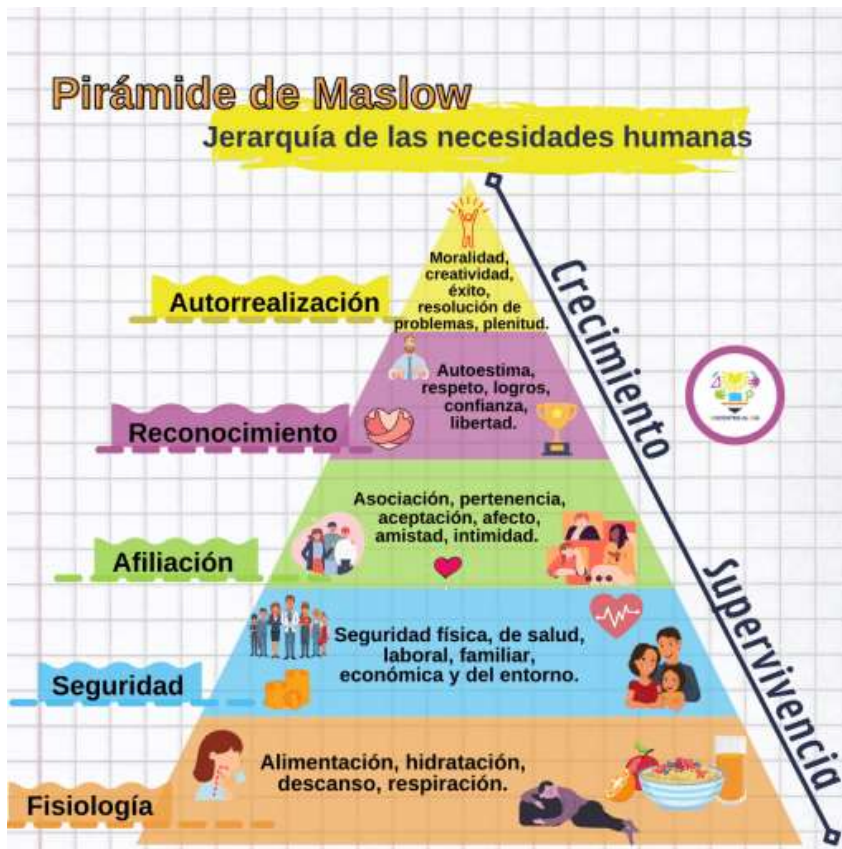 Pirámide de Maslow
Jerarquía de las necesidades humanas
Crecimiento
Supervivencia
Autorrealización
Moralidad,
creatividad,
éxito,
resolución de
problemas, plenitud.
Reconocimiento
Autoestima,
respeto, logros,
confianza,
libertad.
Afiliación
Asociación, pertenencia,
aceptación, afecto,
amistad, intimidad.
Seguridad
Seguridad física, de salud,
laboral, familiar,
económica y del entorno.
Fisiología
Alimentación, hidratación,
descanso, respiración.